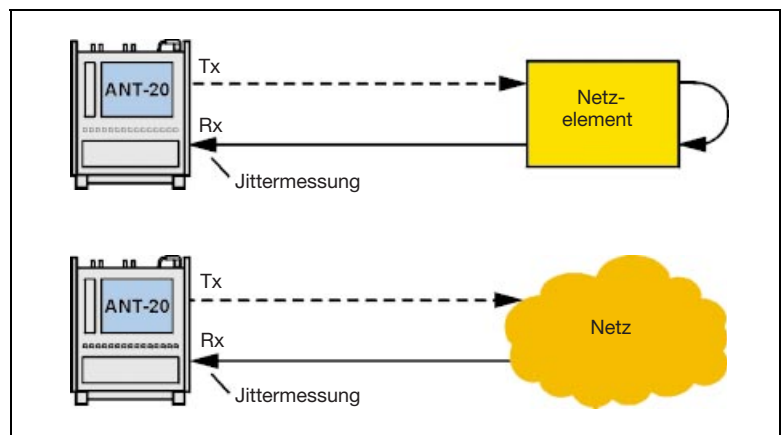 ANT-20
Tx
Netz-
element
Rx
Jittermessung
ANT-20
Tx
Netz
Rx
Jittermessung